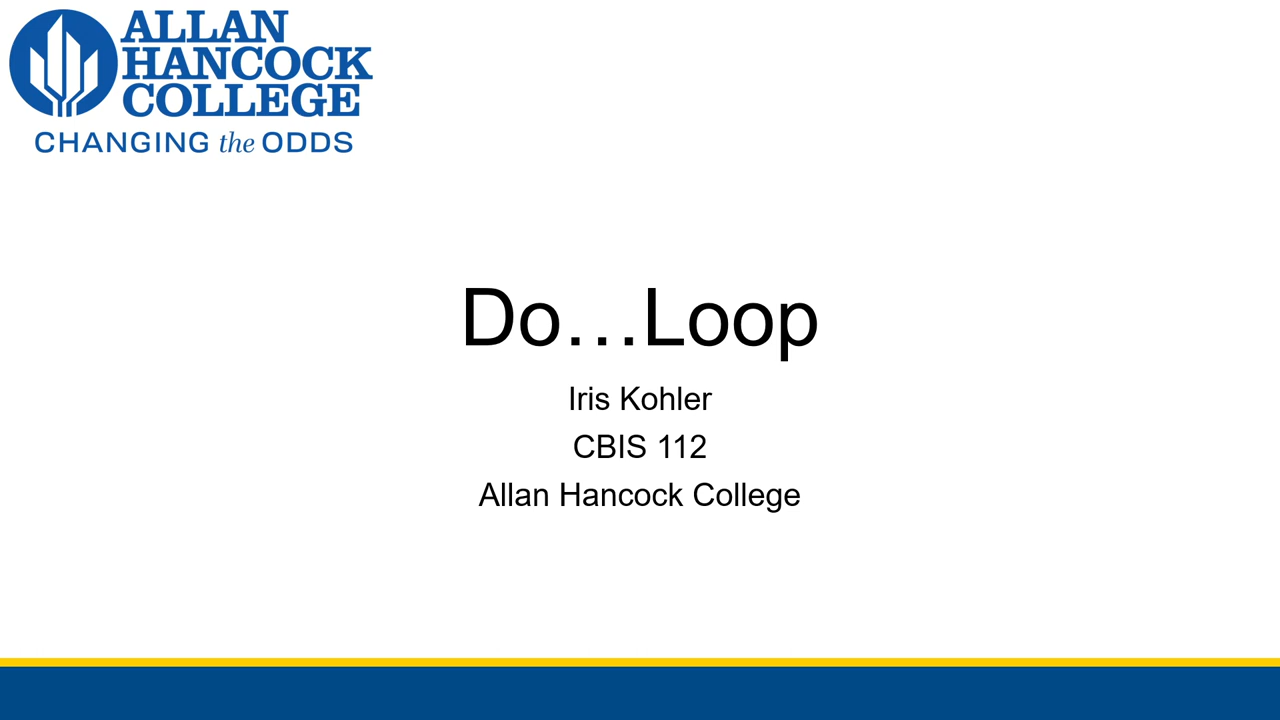 ALLAN
HANCOCK
COLLEGE
CHANGING the ODDS
Do…Loop
Iris Kohler
CBIS 112
Allan Hancock College